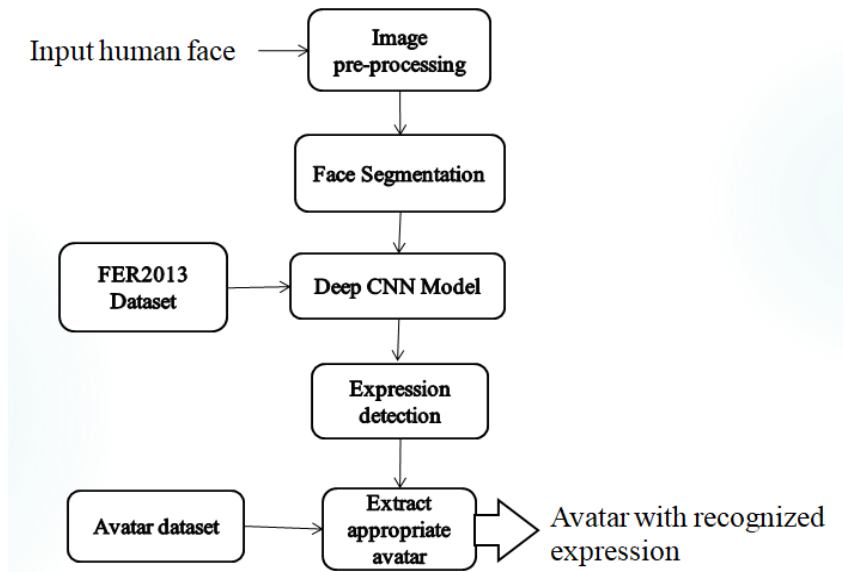 Input human face
Image
pre-processing
Face Segmentation
FER2013
Dataset
Deep CNN Model
Expression
detection
Avatar dataset
Extract
appropriate
avatar
Avatar with recognized
expression